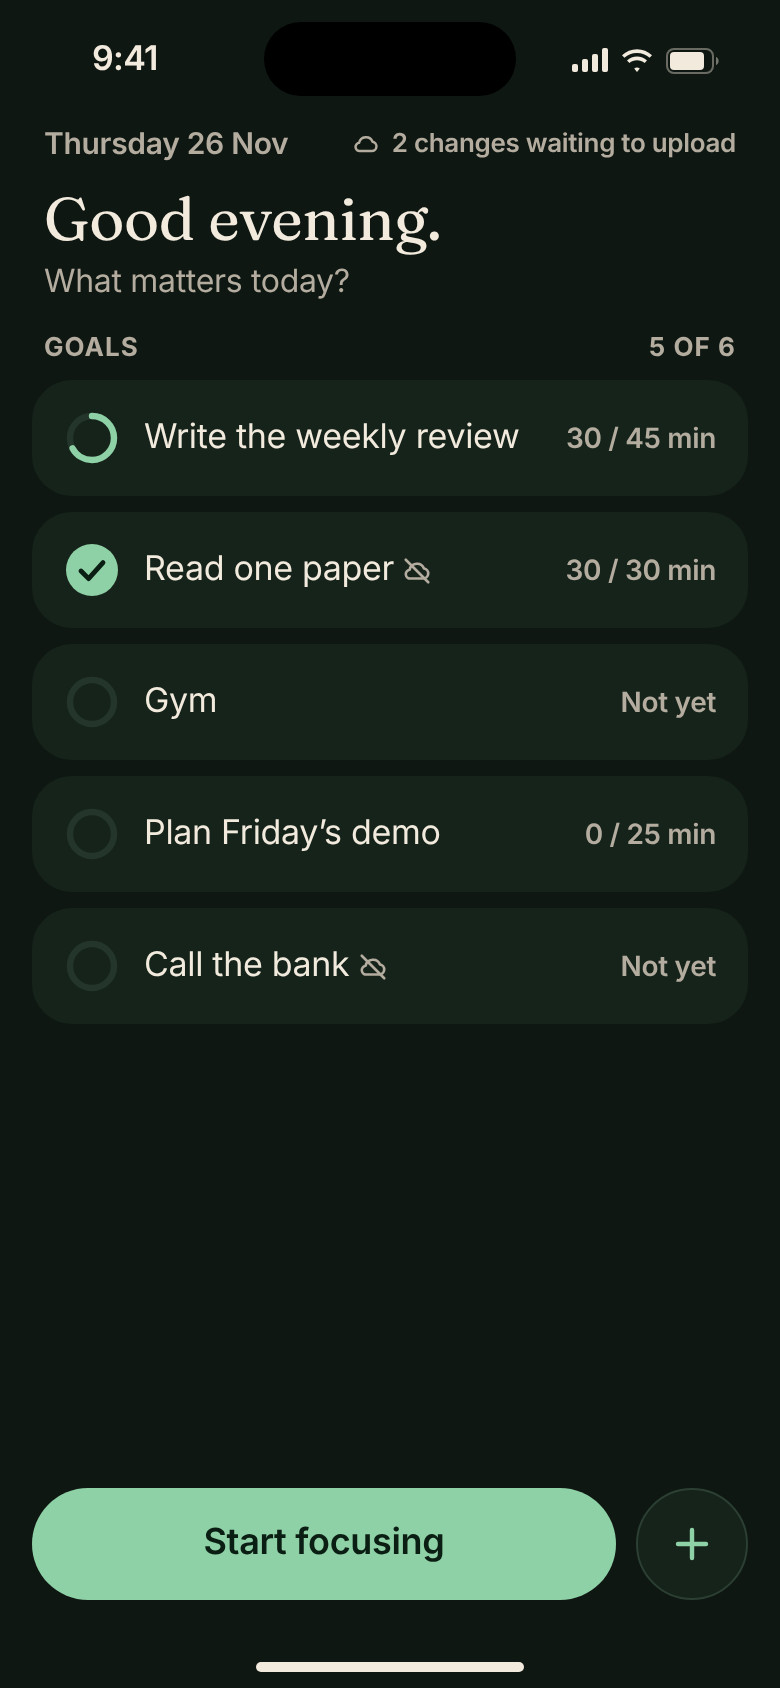 9:41
Thursday 26 Nov
2 changes waiting to upload
Good evening.
What matters today?
GOALS
5 OF 6
Write the weekly review
30 / 45 min
Read one paper
30 / 30 min
Gym
Not yet
Plan Friday’s demo
0 / 25 min
Call the bank
Not yet
Start focusing